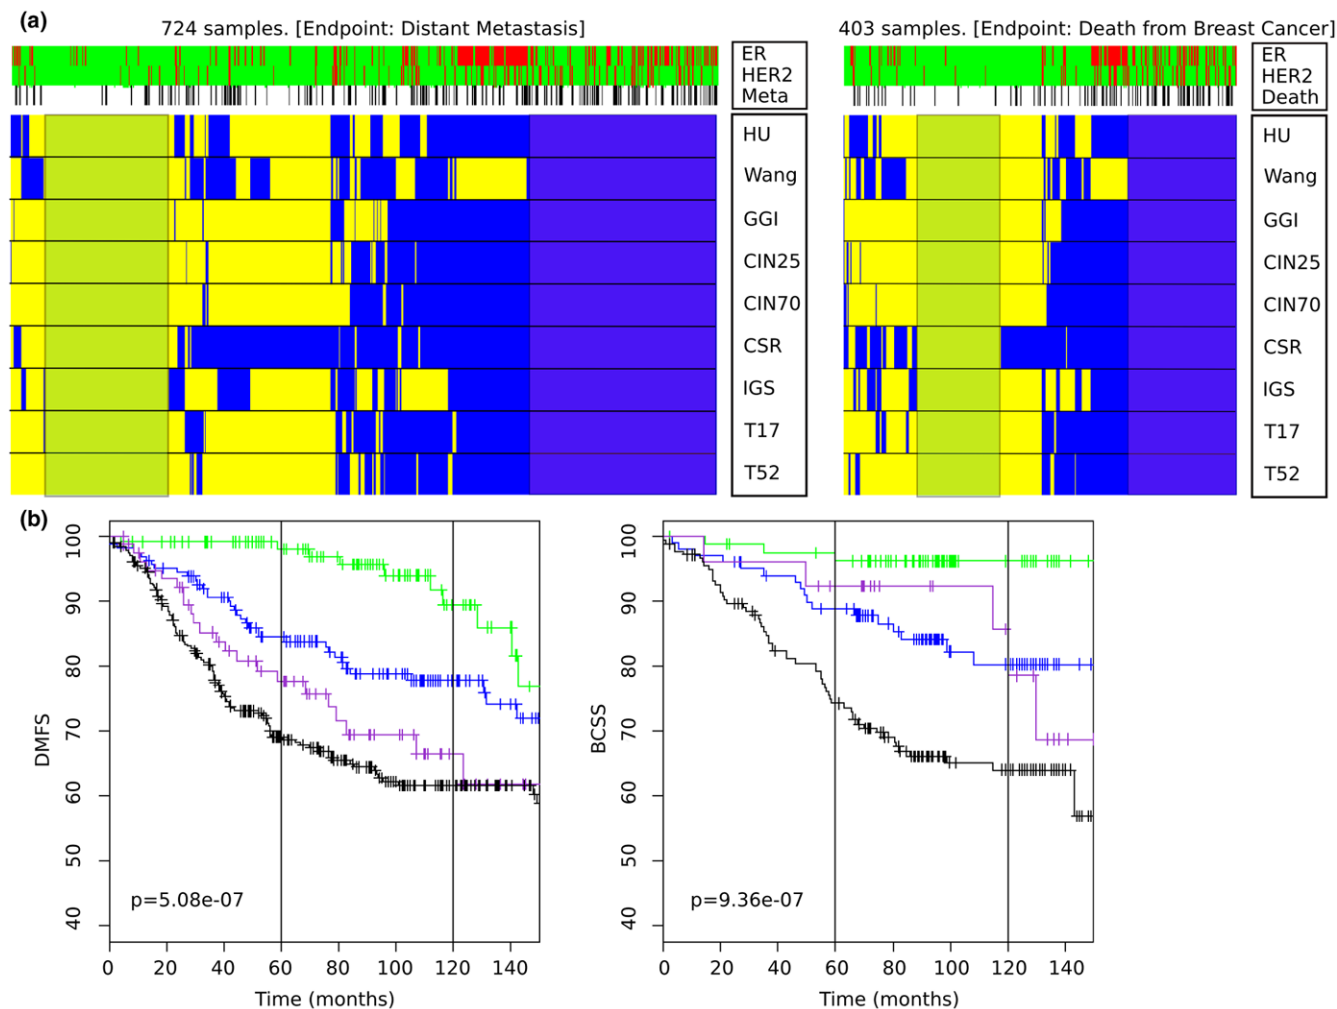 (a)
724 samples. [Endpoint: Distant Metastasis]
403 samples. [Endpoint: Death from Breast Cancer]
ER
HER2
Meta
HU
Wang
GGI
CIN25
CIN70
CSR
IGS
T17
T52
ER
HER2
Death
HU
Wang
GGI
CIN25
CIN70
CSR
IGS
T17
T52
(b)
DMFS
100
90
80
70
60
50
40
p=5.08e-07
0 20 40 60 80 100 120 140
Time (months)
BCSS
100
90
80
70
60
50
40
p=9.36e-07
0 20 40 60 80 100 120 140
Time (months)